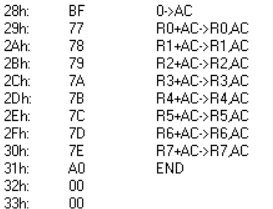 28h: BF 0->AC
29h: 77 R0+AC->R0,AC
2Ah: 78 R1+AC->R1,AC
2Bh: 79 R2+AC->R2,AC
2Ch: 7A R3+AC->R3,AC
2Dh: 7B R4+AC->R4,AC
2Eh: 7C R5+AC->R5,AC
2Fh: 7D R6+AC->R6,AC
30h: 7E R7+AC->R7,AC
31h: A0 END
32h: 00
33h: 00